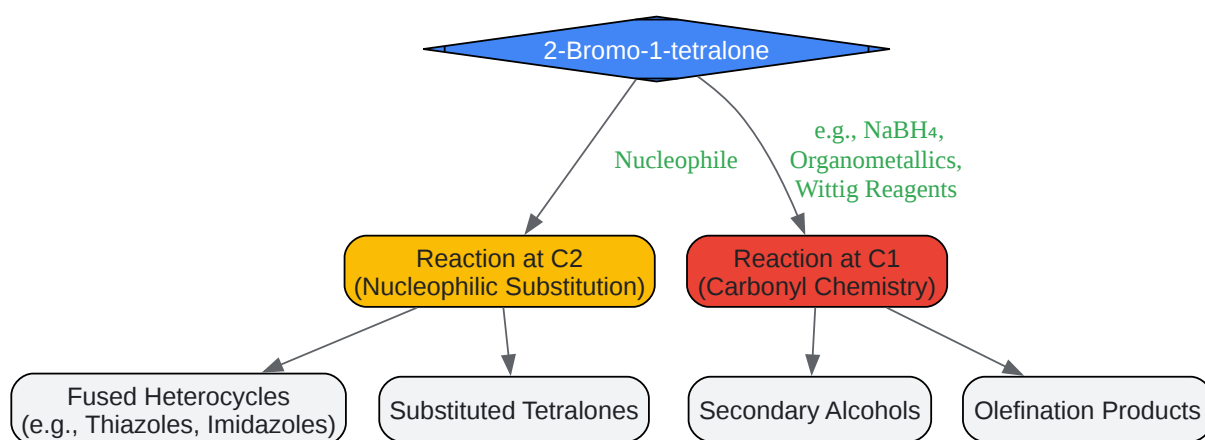 2-Bromo-1-tetralone
Nucleophile
e.g., NaBH₄,
Organometallics,
Wittig Reagents
Reaction at C2
(Nucleophilic Substitution)
Reaction at C1
(Carbonyl Chemistry)
Fused Heterocycles
(e.g., Thiazoles, Imidazoles)
Substituted Tetralones
Secondary Alcohols
Olefination Products